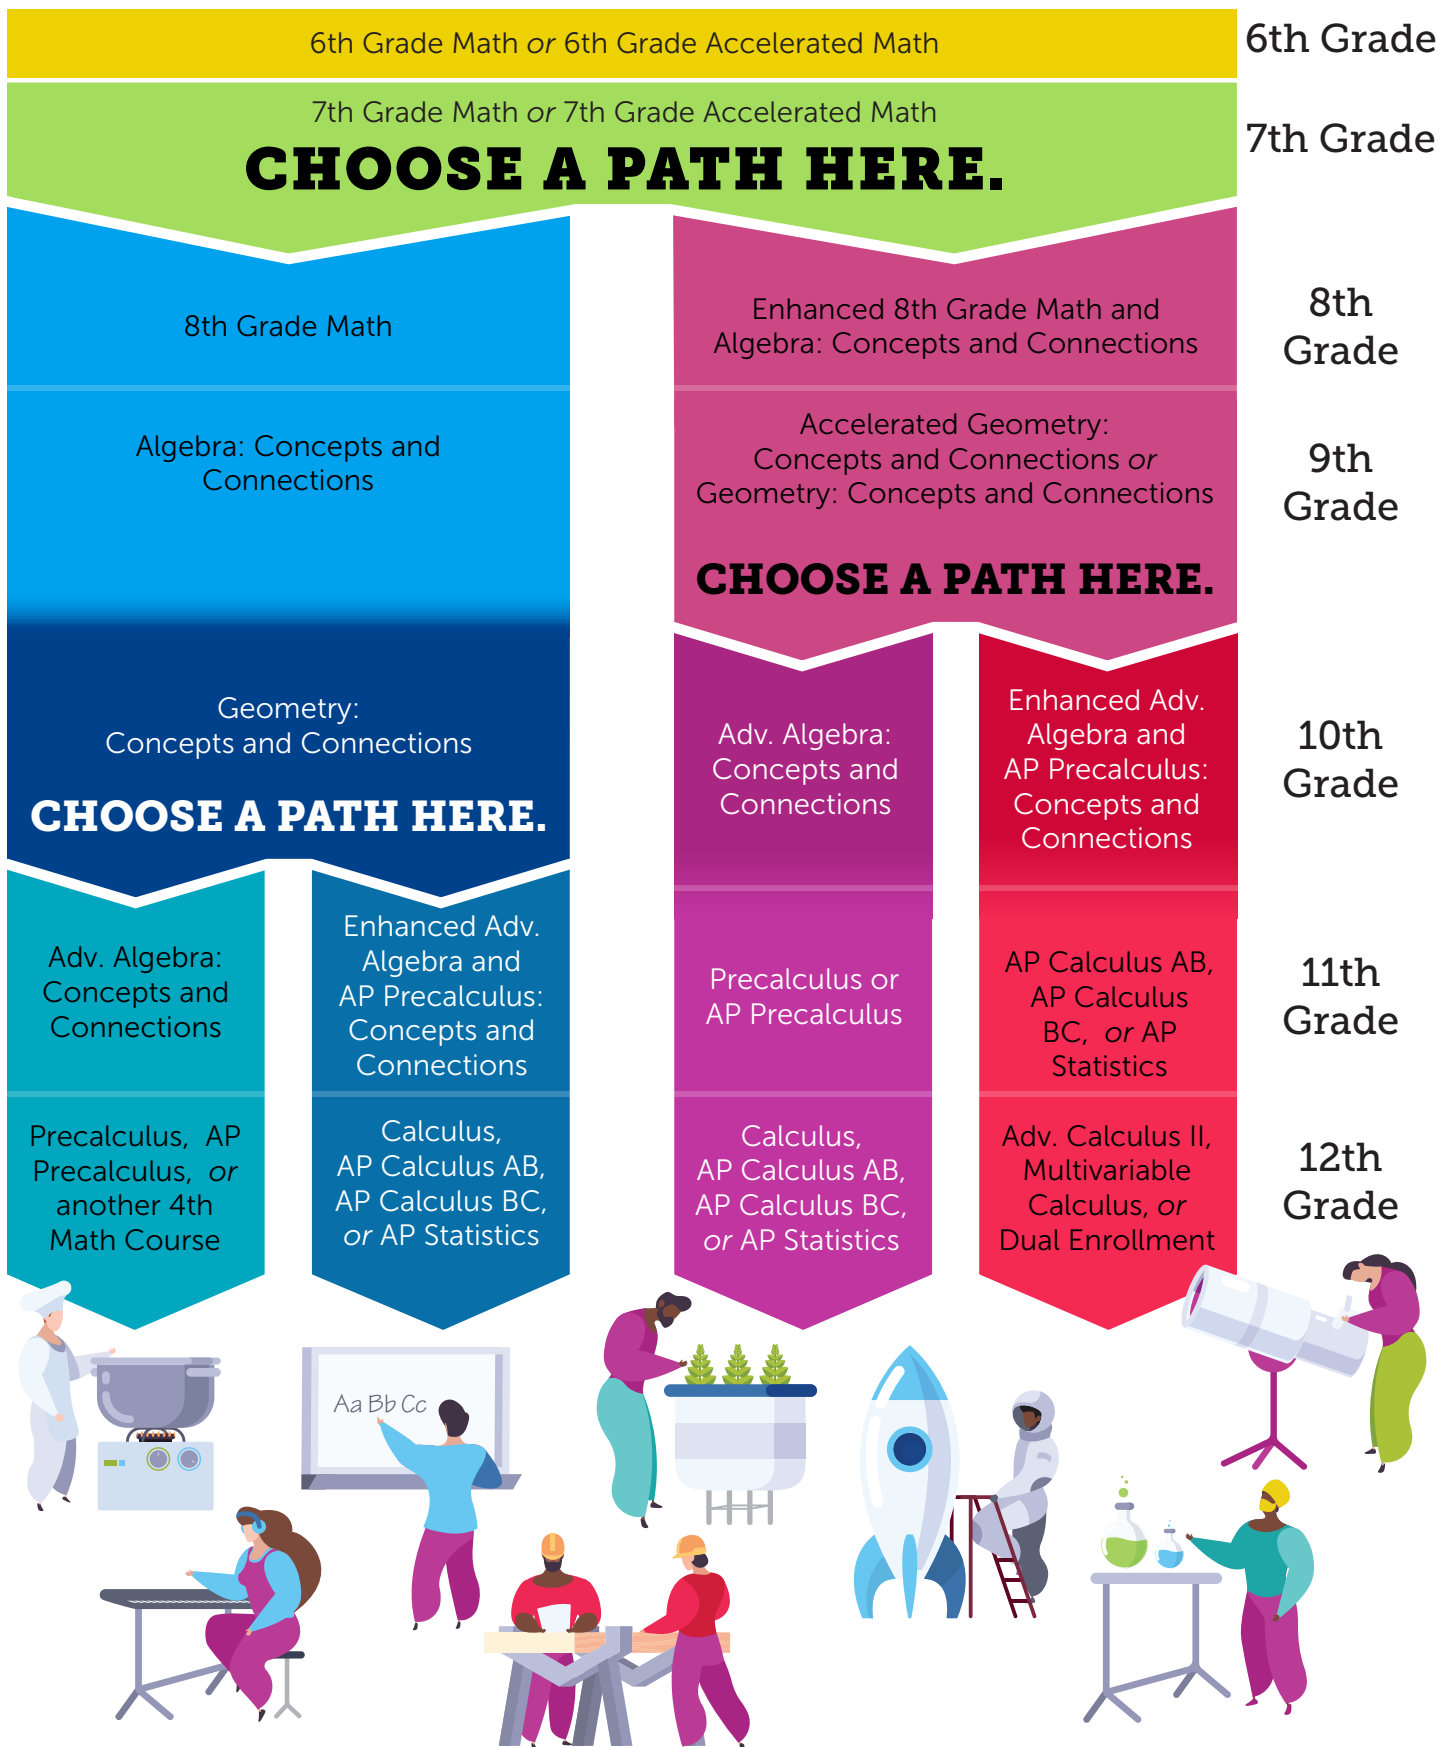 6th Grade Math or 6th Grade Accelerated Math
6th Grade
7th Grade Math or 7th Grade Accelerated Math
CHOOSE A PATH HERE.
7th Grade
8th Grade Math
Enhanced 8th Grade Math and
Algebra: Concepts and Connections
8th
Grade
Algebra: Concepts and
Connections
Accelerated Geometry:
Concepts and Connections or
Geometry: Concepts and Connections
CHOOSE A PATH HERE.
9th
Grade
Geometry:
Concepts and Connections
CHOOSE A PATH HERE.
Adv. Algebra:
Concepts and
Connections
Enhanced Adv.
Algebra and
AP Precalculus:
Concepts and
Connections
10th
Grade
Adv. Algebra:
Concepts and
Connections
Enhanced Adv.
Algebra and
AP Precalculus:
Concepts and
Connections
Precalculus or
AP Precalculus
AP Calculus AB,
AP Calculus
BC, or AP
Statistics
11th
Grade
Precalculus, AP
Precalculus, or
another 4th
Math Course
Calculus,
AP Calculus AB,
AP Calculus BC,
or AP Statistics
Calculus,
AP Calculus AB,
AP Calculus BC,
or AP Statistics
Adv. Calculus II,
Multivariable
Calculus, or
Dual Enrollment
12th
Grade
Aa Bb Cc